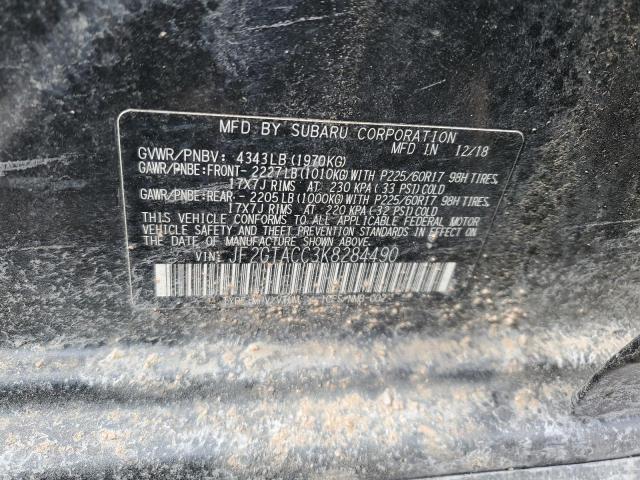 MFD BY SUBARU CORPORATION
MFD IN 12/18
GVWR/PNBV: 4343LB(1970KG)
GAWR/PNBE:FRONT- 2227LB(1010KG)WITH P225/60R17 98H TIRES,
17X7J RIMS AT 230 KPA(33 PSI)COLD
GAWR/PNBE:REAR- 2205LB(1000KG)WITH P225/60R17 98H TIRES,
17X7J RIMS AT 220 KPA(32 PSI)COLD
THIS VEHICLE CONFORMS TO ALL APPLICABLE FEDERAL MOTOR
VEHICLE SAFETY, BUMPER, AND THEFT PREVENTION STANDARDS
IN EFFECT ON THE DATE OF MANUFACTURE SHOWN ABOVE.
VIN: JF2GTACC3K8284490
TYPE: